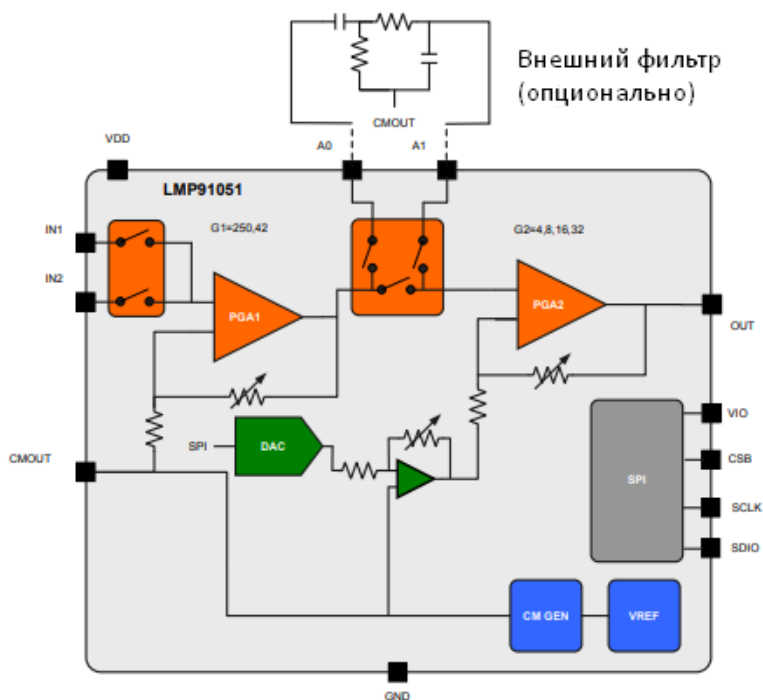 Внешний фильтр
(опционально)
CMOUT
VDD
A0
A1
LMP91051
IN1
G1=250,42
G2=4,8,16,32
IN2
PGA1
PGA2
OUT
VIO
SPI
DAC
CMOUT
CSB
SPI
SCLK
SDIO
CM GEN
VREF
GND